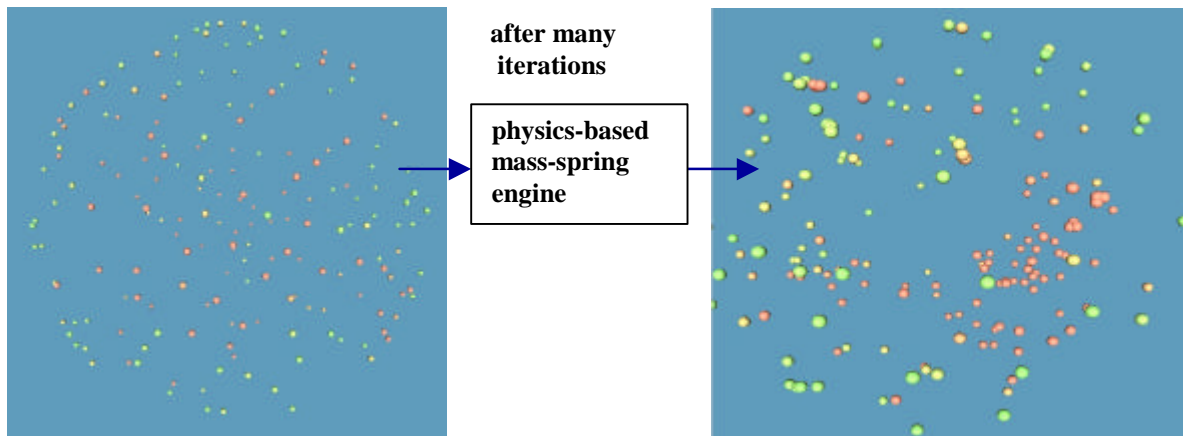 after many
iterations
physics-based
mass-spring
engine